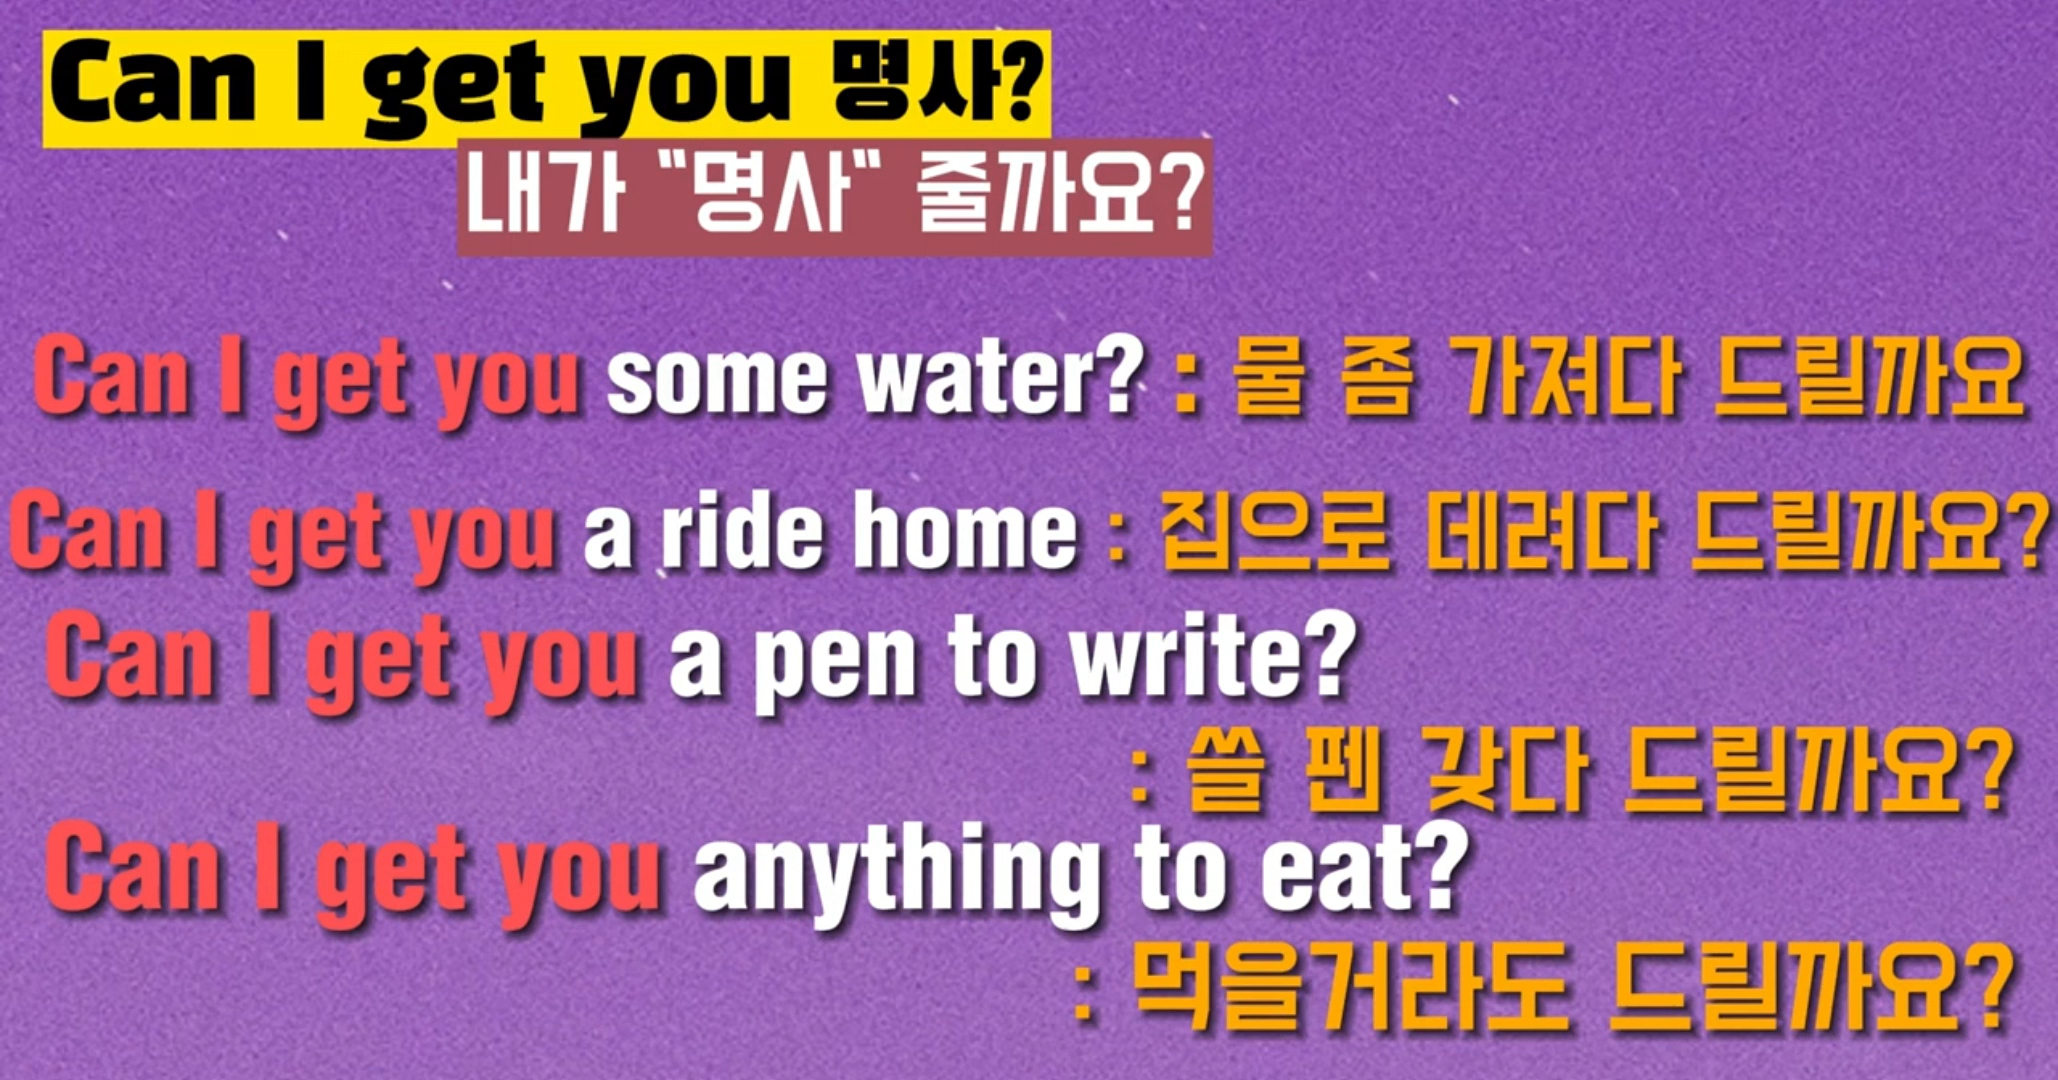 Can I get you 명사?
내가 "명사" 줄까요?
Can I get you some water? : 물 좀 가져다 드릴까요
Can I get you a ride home : 집으로 데려다 드릴까요?
Can I get you a pen to write?
: 쓸 펜 갖다 드릴까요?
Can I get you anything to eat?
: 먹을거라도 드릴까요?